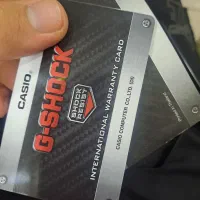 CASIO
G-SHOCK
SHOCK
RESIST
INTERNATIONAL WARRANTY CARD
CASIO COMPUTER CO., LTD.